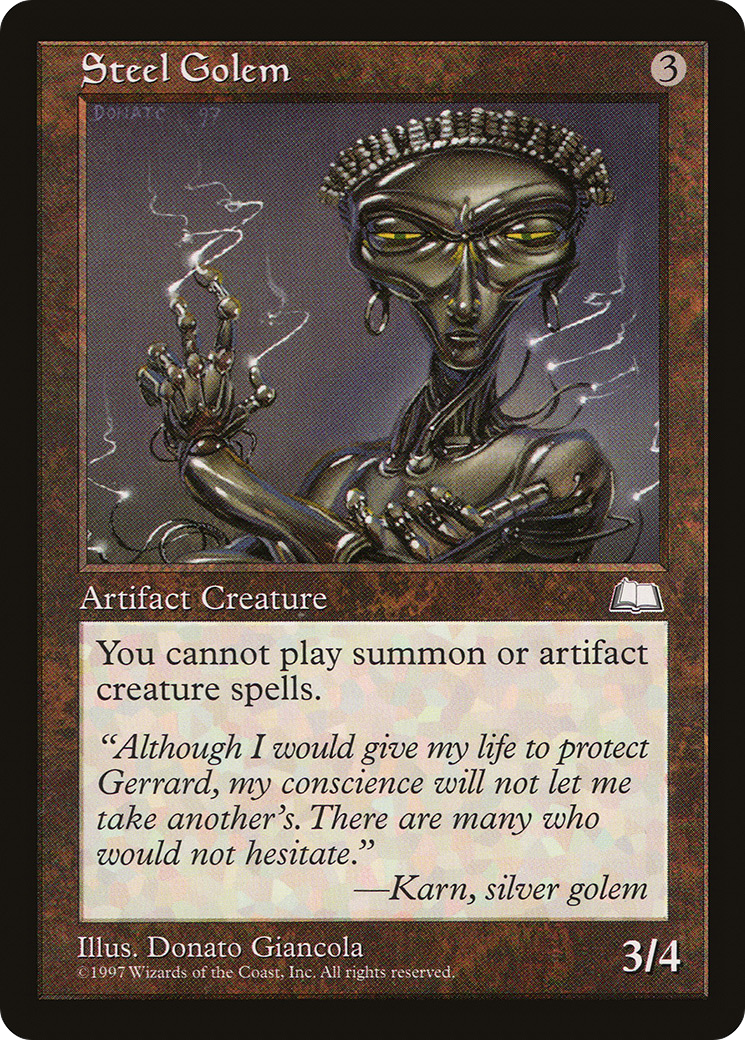 Steel Golem
3
DONATO 97
Artifact Creature
You cannot play summon or artifact
creature spells.
“Although I would give my life to protect
Gerrard, my conscience will not let me
take another’s. There are many who
would not hesitate.”
—Karn, silver golem
Illus. Donato Giancola
©1997 Wizards of the Coast, Inc. All rights reserved.
3/4